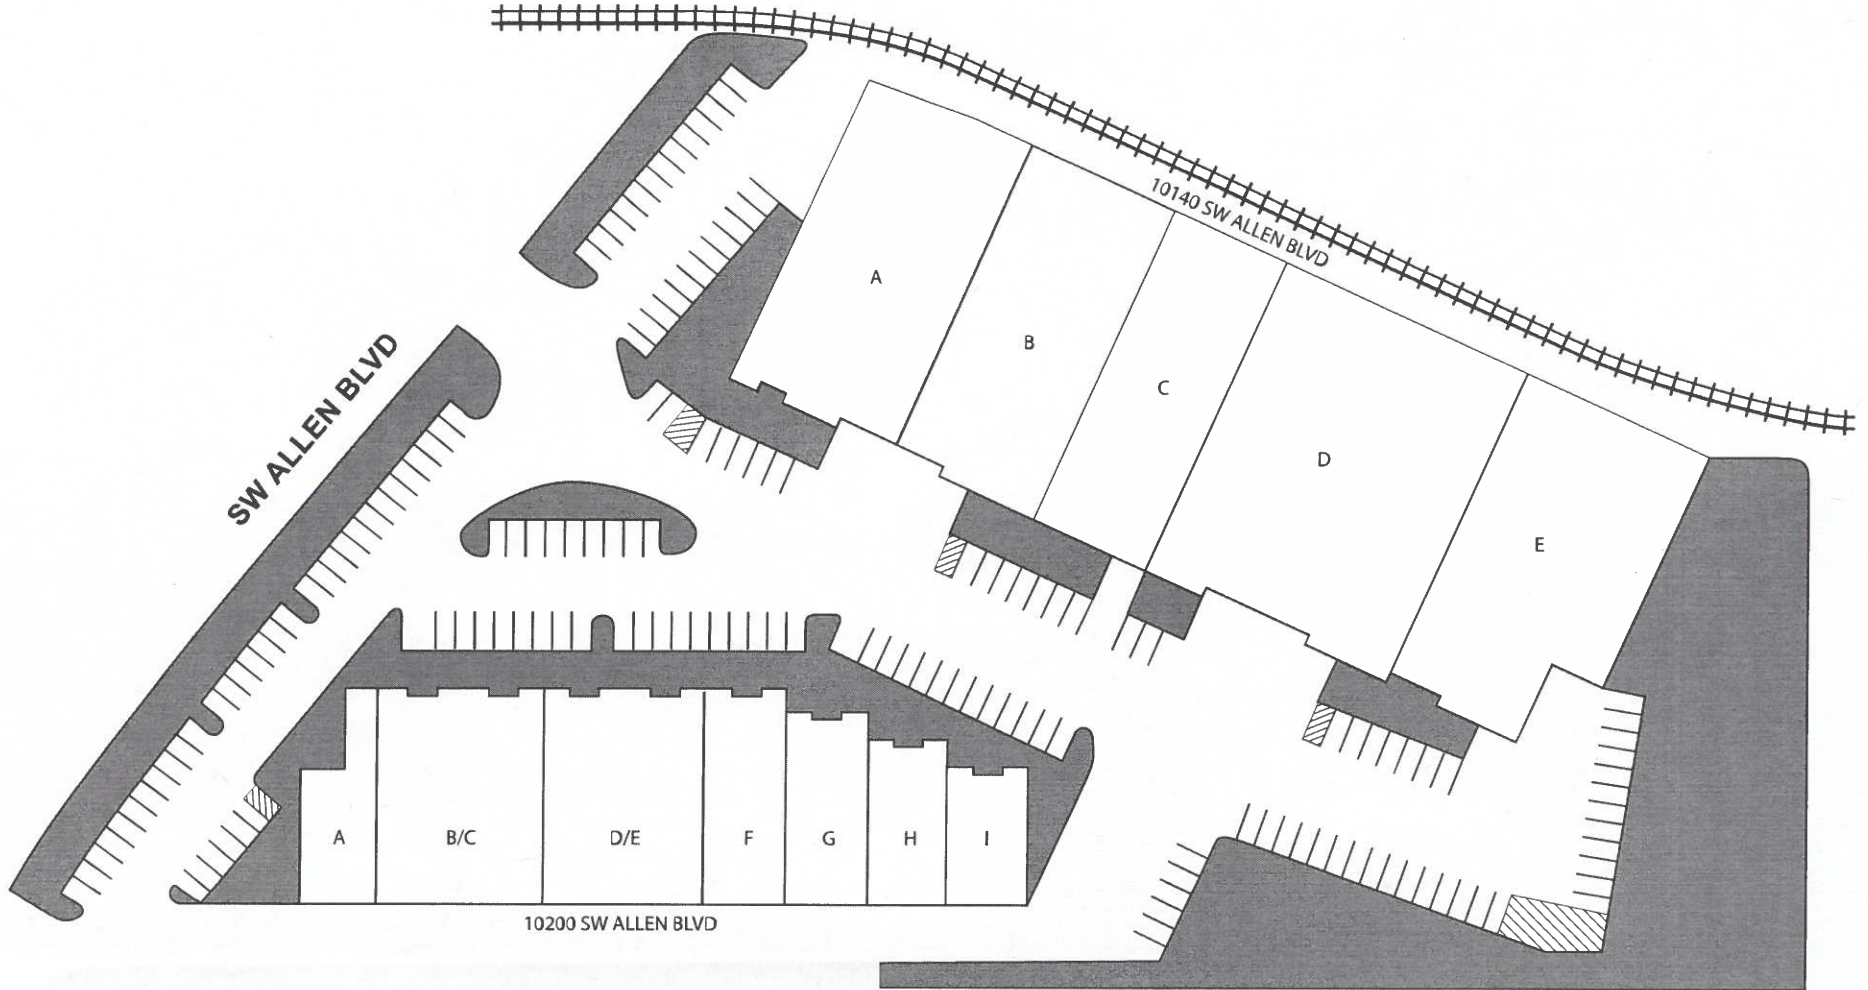 10140 SW ALLEN BLVD
A
B
C
D
E
SW ALLEN BLVD
A
B/C
D/E
F
G
H
I
10200 SW ALLEN BLVD